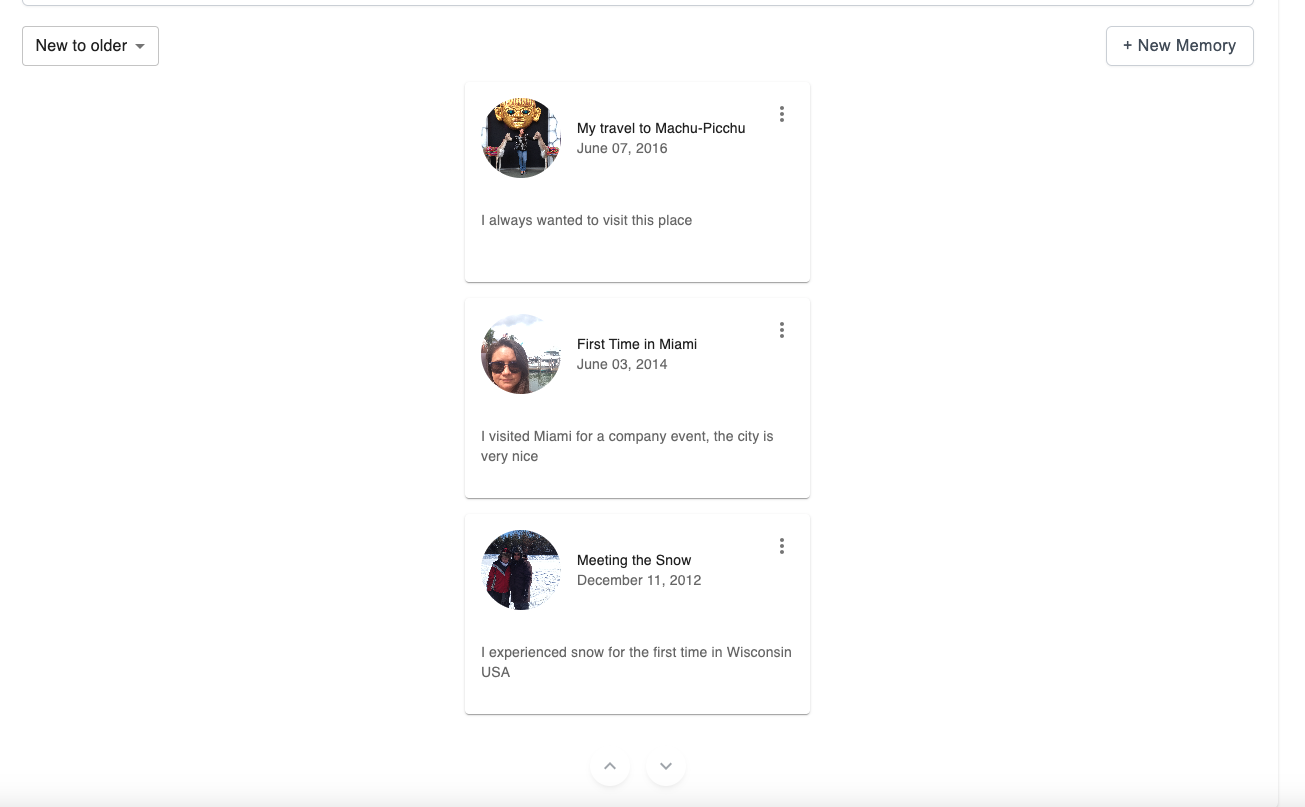 New to older
+ New Memory
My travel to Machu-Picchu
June 07, 2016
I always wanted to visit this place
First Time in Miami
June 03, 2014
I visited Miami for a company event, the city is
very nice
Meeting the Snow
December 11, 2012
I experienced snow for the first time in Wisconsin
USA